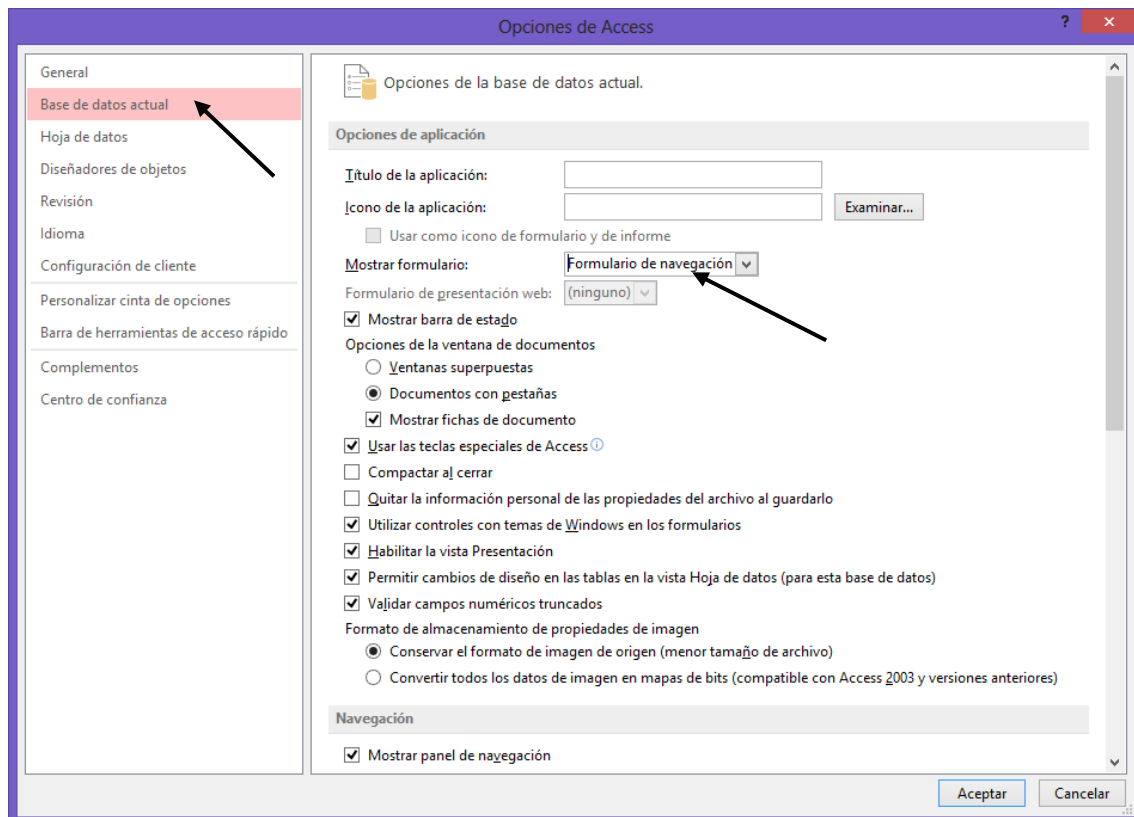 Opciones de Access
?
General
Base de datos actual
Hoja de datos
Diseñadores de objetos
Revisión
Idioma
Configuración de cliente
Personalizar cinta de opciones
Barra de herramientas de acceso rápido
Complementos
Centro de confianza
Opciones de la base de datos actual.
Opciones de aplicación
Título de la aplicación:
Icono de la aplicación: Examinar...
Usar como icono de formulario y de informe
Mostrar formulario: Formulario de navegación
Formulario de presentación web: (ninguno)
Mostrar barra de estado
Opciones de la ventana de documentos
Ventanas superpuestas
Documentos con pestañas
Mostrar fichas de documento
Usar las teclas especiales de Access
Compactar al cerrar
Quitar la información personal de las propiedades del archivo al guardarlo
Utilizar controles con temas de Windows en los formularios
Habilitar la vista Presentación
Permitir cambios de diseño en las tablas en la vista Hoja de datos (para esta base de datos)
Validar campos numéricos truncados
Formato de almacenamiento de propiedades de imagen
Conservar el formato de imagen de origen (menor tamaño de archivo)
Convertir todos los datos de imagen en mapas de bits (compatible con Access 2003 y versiones anteriores)
Navegación
Mostrar panel de navegación
Aceptar Cancelar